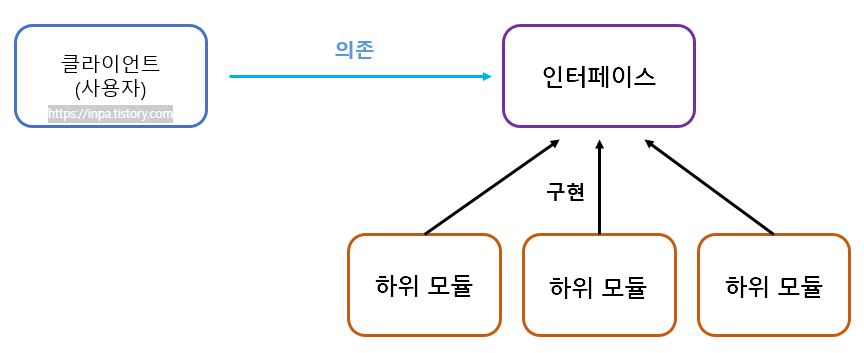 의존
클라이언트
(사용자)
https://inpa.tistory.com
인터페이스
구현
하위 모듈
하위 모듈
하위 모듈